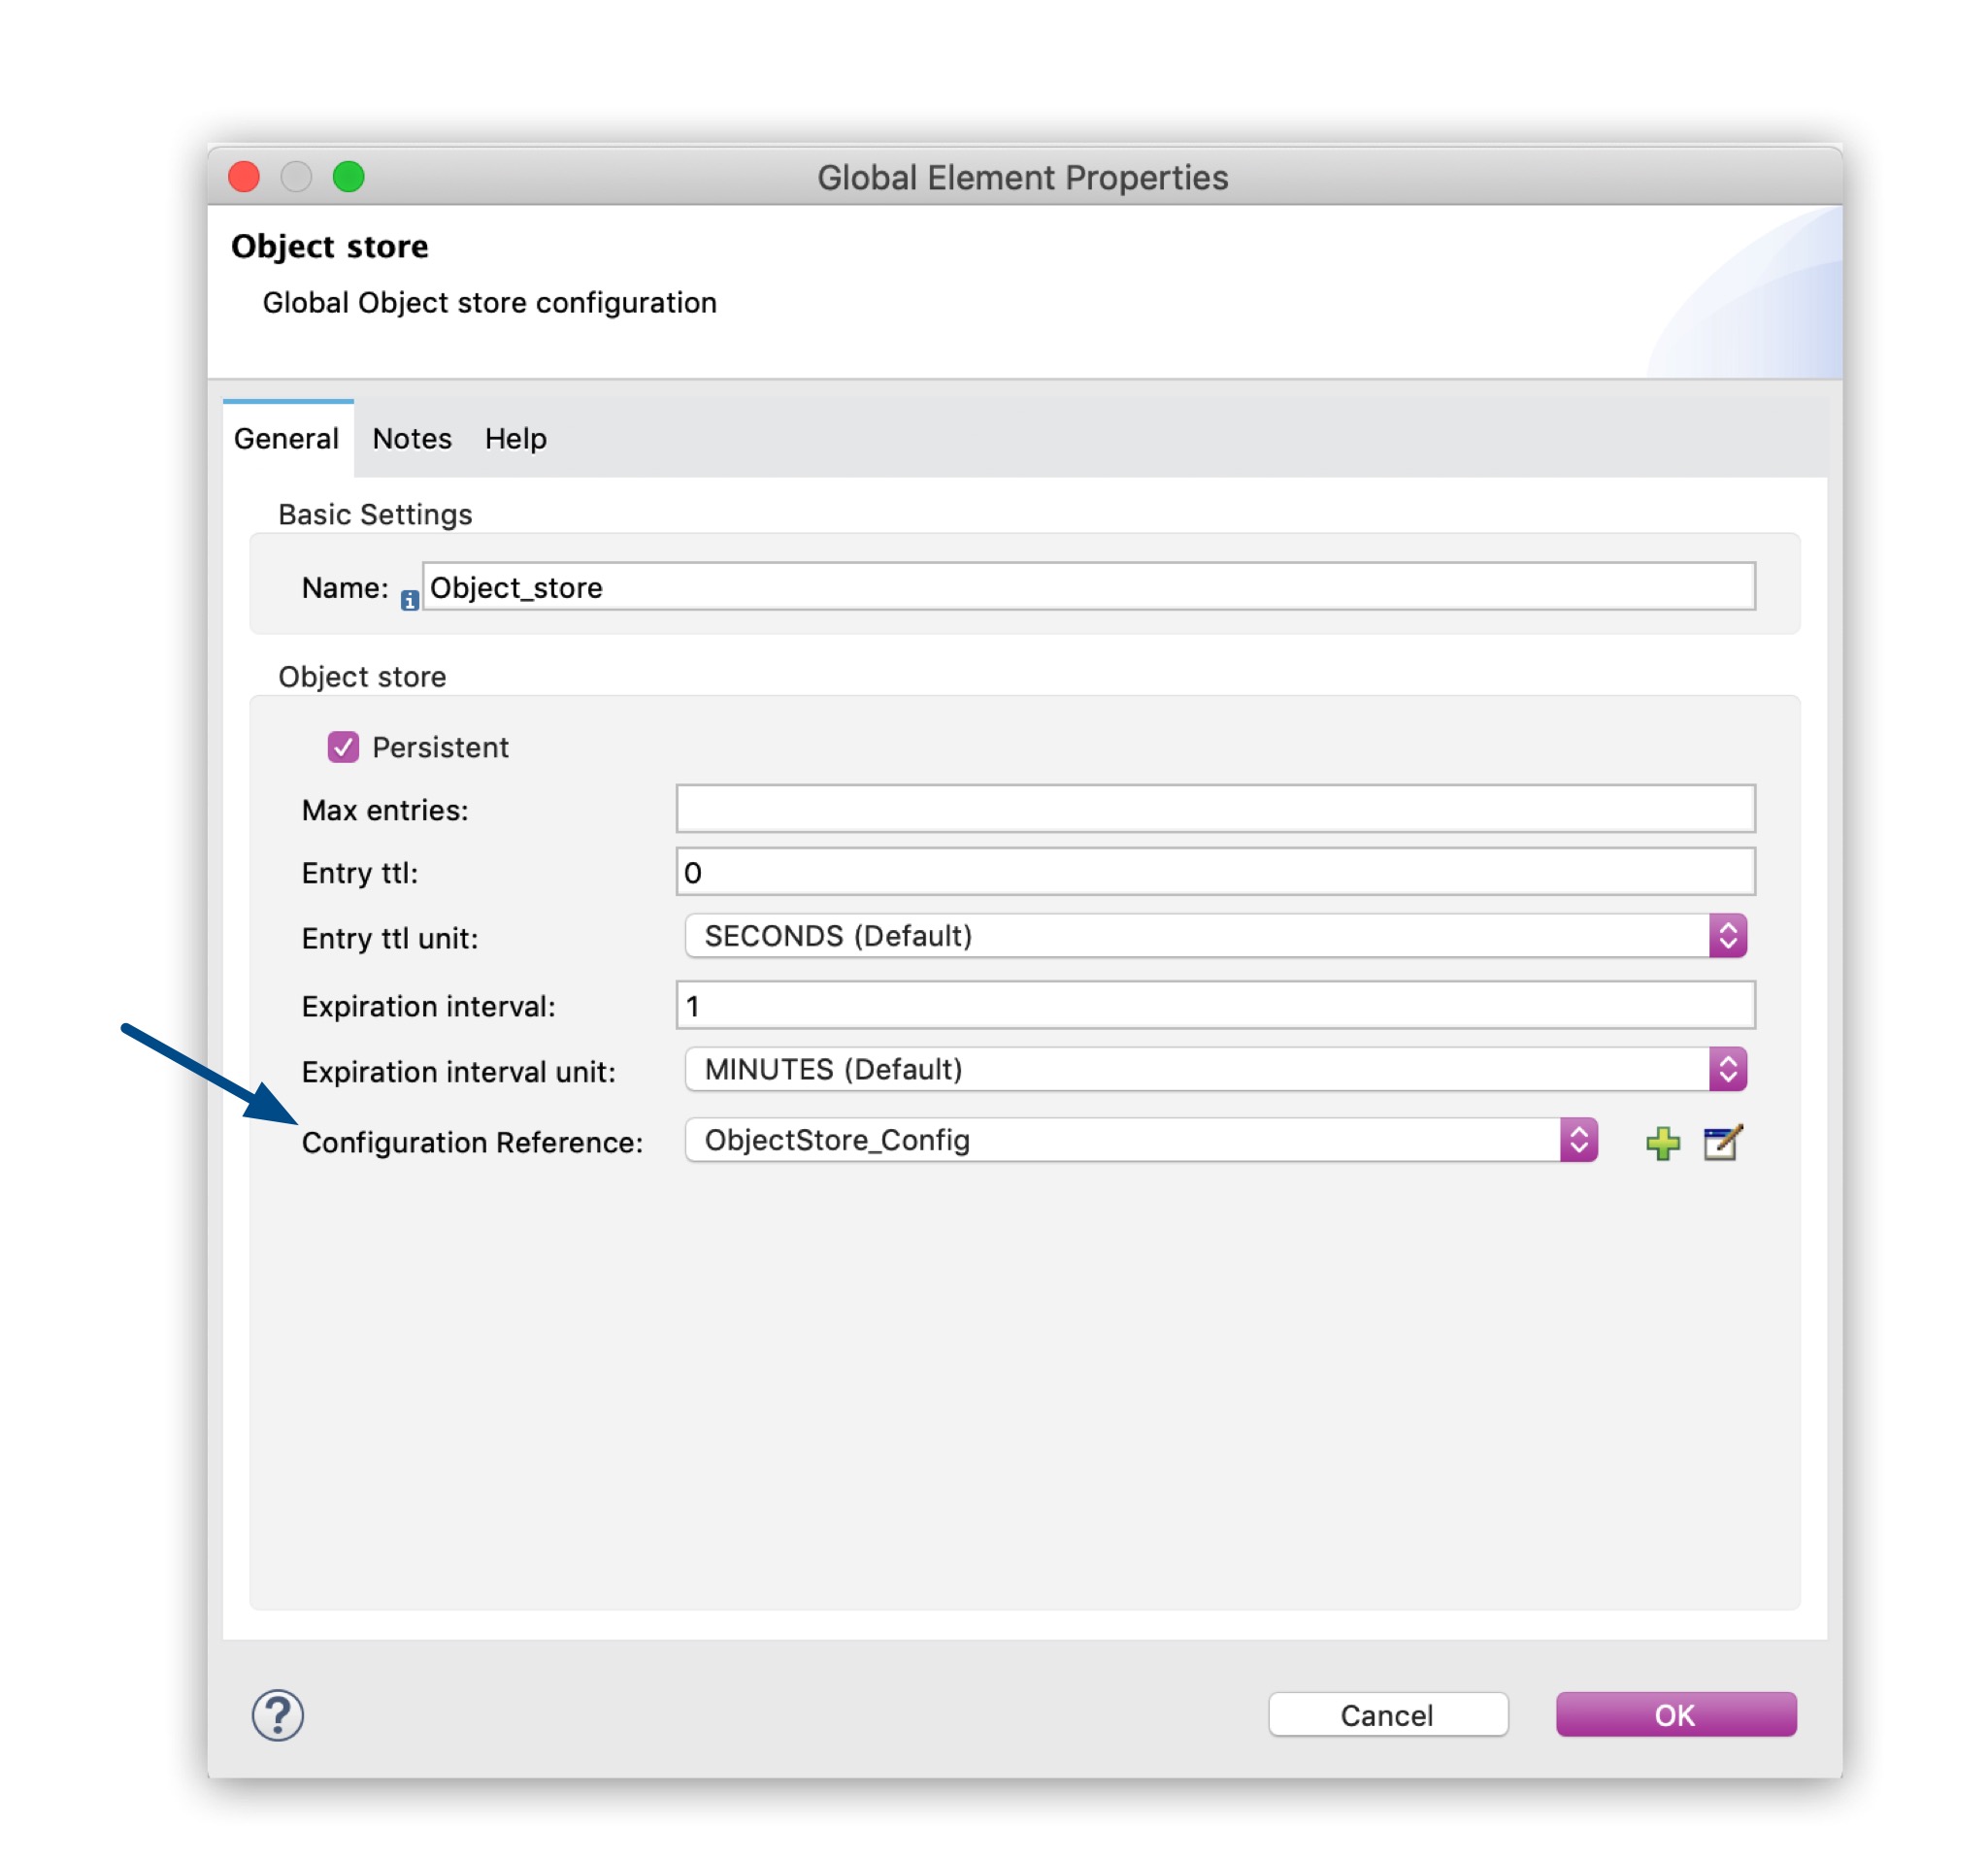 Global Element Properties
Object store
Global Object store configuration
General Notes Help
Basic Settings
Name: Object_store
Object store
Persistent
Max entries:
Entry ttl: 0
Entry ttl unit: SECONDS (Default)
Expiration interval: 1
Expiration interval unit: MINUTES (Default)
Configuration Reference: ObjectStore_Config
? Cancel OK